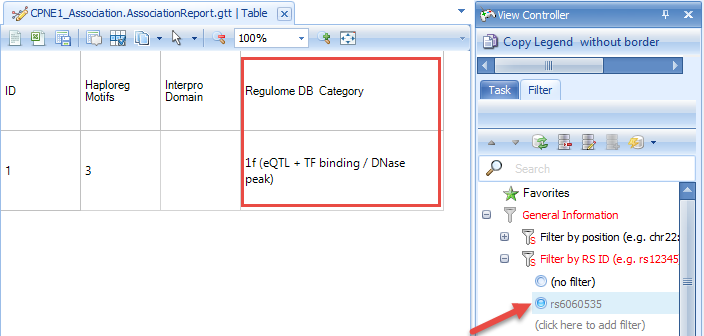 CPNE1_Association.AssociationReport.gtt | Table
100%
ID
Haploreg
Motifs
Interpro
Domain
Regulome DB Category
1
3
1f (eQTL + TF binding / DNase
peak)
View Controller
Copy Legend without border
Task
Filter
Search
Favorites
General Information
Filter by position (e.g. chr22:
Filter by RS ID (e.g. rs12345
(no filter)
rs6060535
(click here to add filter)